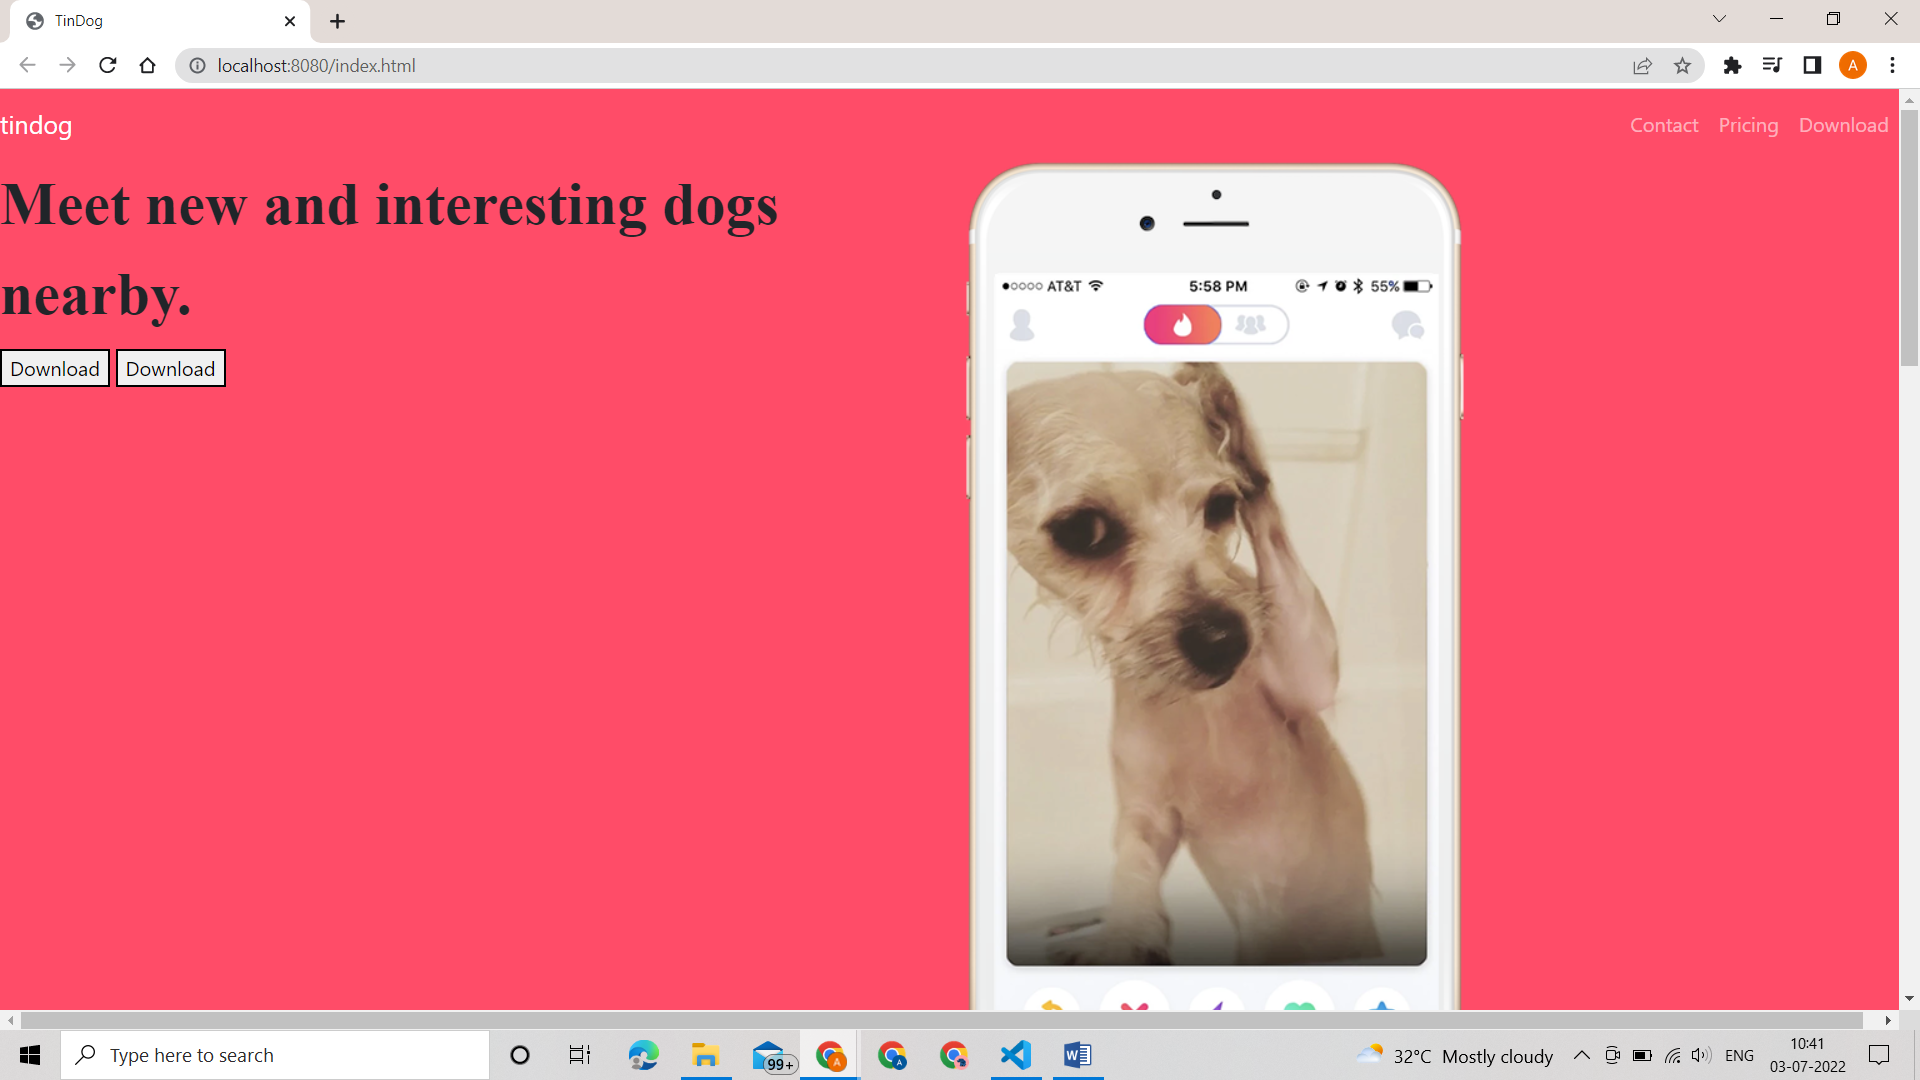 TinDog
localhost:8080/index.html
A
tindog
Contact Pricing Download
Meet new and interesting dogs
nearby.
Download Download
AT&T 5:58 PM 55%
Type here to search
99+
A
A
W
32°C Mostly cloudy
ENG
10:41
03-07-2022